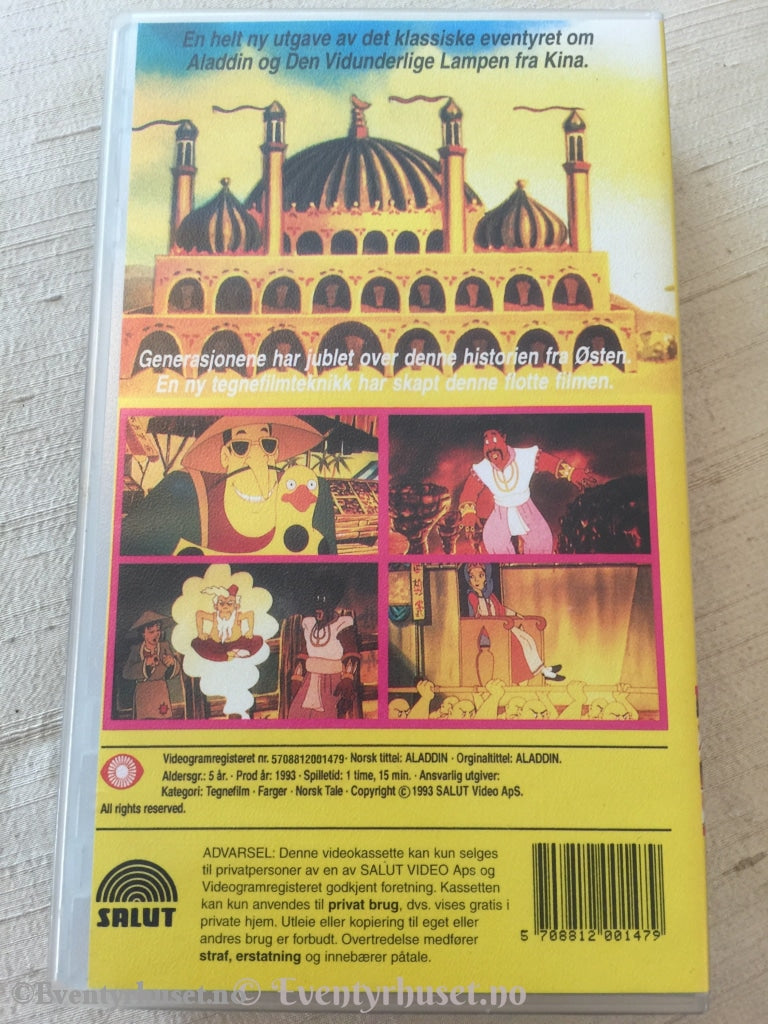 En helt ny utgave av det klassiske eventyret om
Aladdin og Den Vidunderlige Lampen fra Kina.
Generasjonene har jublet over denne historien fra Østen.
En ny tegnefilmteknikk har skapt denne flotte filmen.
Videogramregisteret nr. 5708812001479 · Norsk tittel: ALADDIN · Orginaltittel: ALADDIN.
Aldersgr.: 5 år. · Prod år: 1993 · Spilletid: 1 time, 15 min. · Ansvarlig utgiver:
Kategori: Tegnefilm · Farger · Norsk Tale · Copyright © 1993 SALUT Video ApS.
All rights reserved.
ADVARSEL: Denne videokassette kan kun selges
til privatpersoner av en av SALUT VIDEO Aps og
Videogramregisteret godkjent foretning. Kassetten
kan kun anvendes til privat brug, dvs. vises gratis i
private hjem. Utleie eller kopiering til eget eller
andres brug er forbudt. Overtredelse medfører
straf, erstatning og innebærer påtale.
SALUT
5 708812 001479
©Eventyrhuset.no
© Eventyrhuset.no